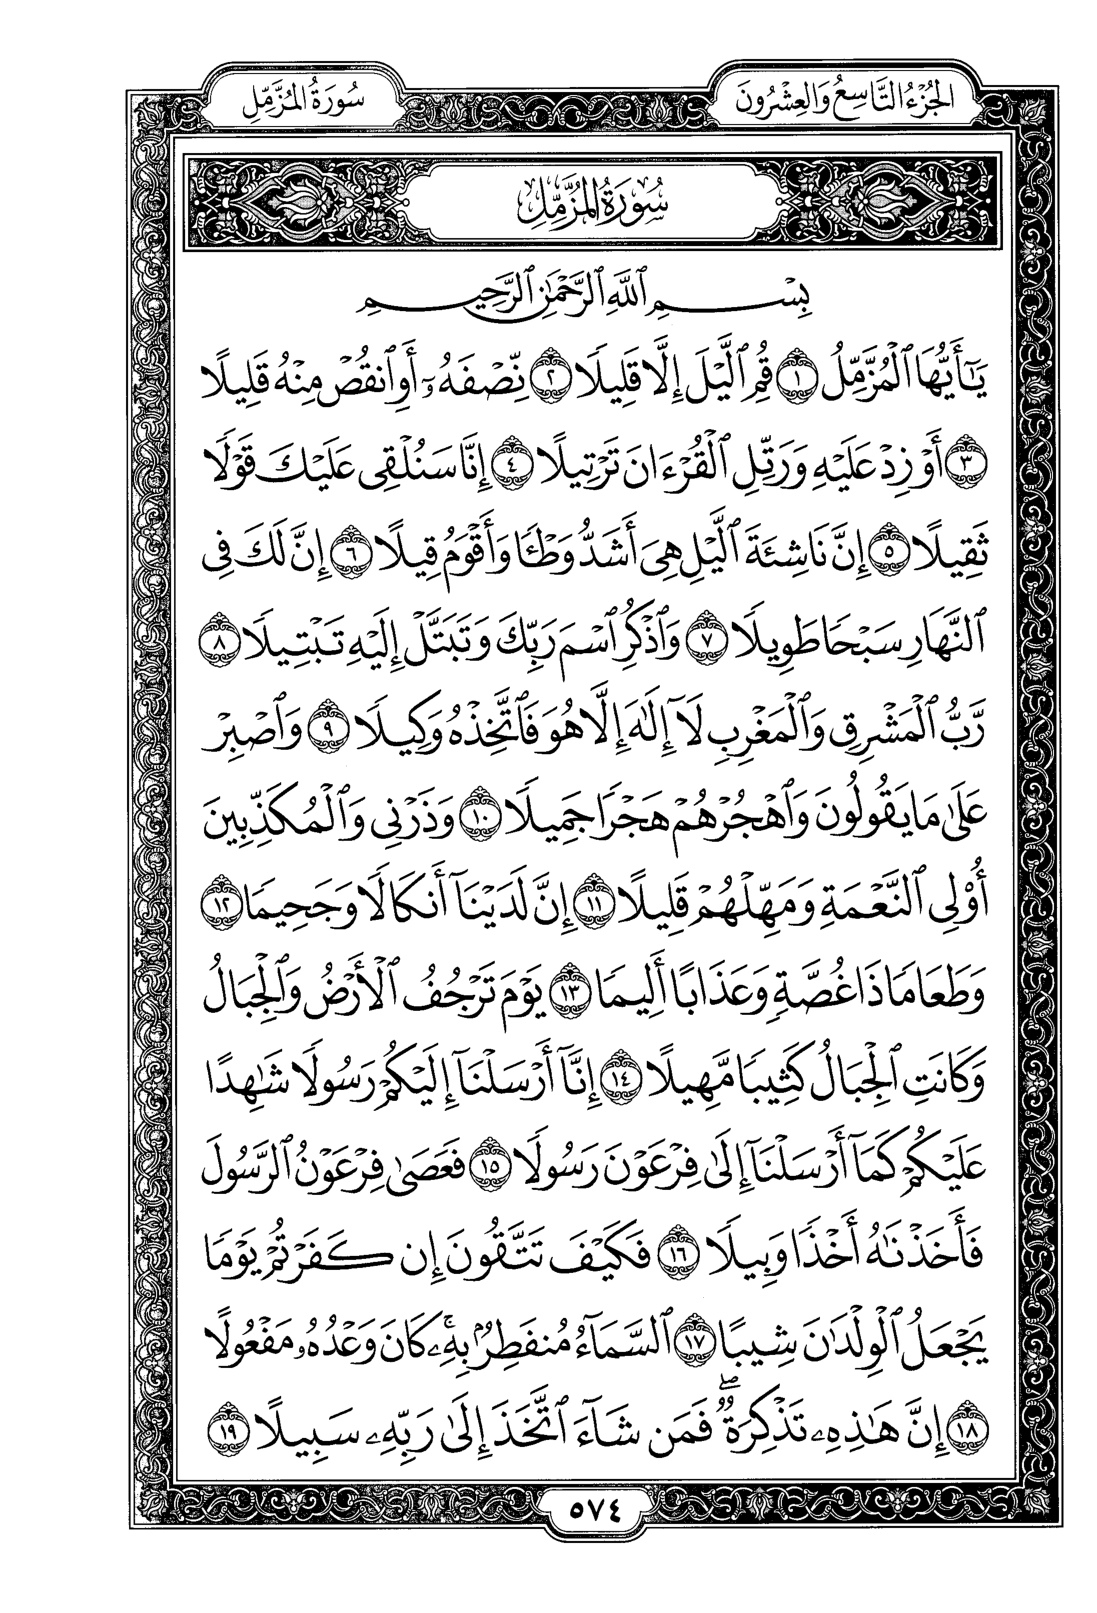 الجُزْءُ التَّاسِعُ وَالعِشْرُونَ
سُورَةُ المُزَّمِّل
سُورَةُ المُزَّمِّل
بِسْمِ ٱللَّهِ ٱلرَّحْمَٰنِ ٱلرَّحِيمِ
يَٰٓأَيُّهَا ٱلْمُزَّمِّلُ ١ قُمِ ٱلَّيْلَ إِلَّا قَلِيلًا ٢ نِّصْفَهُۥٓ أَوِ ٱنقُصْ مِنْهُ قَلِيلًا
٣ أَوْ زِدْ عَلَيْهِ وَرَتِّلِ ٱلْقُرْءَانَ تَرْتِيلًا ٤ إِنَّا سَنُلْقِى عَلَيْكَ قَوْلًا
ثَقِيلًا ٥ إِنَّ نَاشِئَةَ ٱلَّيْلِ هِىَ أَشَدُّ وَطْـًٔا وَأَقْوَمُ قِيلًا ٦ إِنَّ لَكَ فِى
ٱلنَّهَارِ سَبْحًا طَوِيلًا ٧ وَٱذْكُرِ ٱسْمَ رَبِّكَ وَتَبَتَّلْ إِلَيْهِ تَبْتِيلًا ٨
رَّبُّ ٱلْمَشْرِقِ وَٱلْمَغْرِبِ لَآ إِلَٰهَ إِلَّا هُوَ فَٱتَّخِذْهُ وَكِيلًا ٩ وَٱصْبِرْ
عَلَىٰ مَا يَقُولُونَ وَٱهْجُرْهُمْ هَجْرًا جَمِيلًا ١٠ وَذَرْنِى وَٱلْمُكَذِّبِينَ
أُو۟لِى ٱلنَّعْمَةِ وَمَهِّلْهُمْ قَلِيلًا ١١ إِنَّ لَدَيْنَآ أَنكَالًا وَجَحِيمًا ١٢
وَطَعَامًا ذَا غُصَّةٍ وَعَذَابًا أَلِيمًا ١٣ يَوْمَ تَرْجُفُ ٱلْأَرْضُ وَٱلْجِبَالُ
وَكَانَتِ ٱلْجِبَالُ كَثِيبًا مَّهِيلًا ١٤ إِنَّآ أَرْسَلْنَآ إِلَيْكُمْ رَسُولًا شَٰهِدًا
عَلَيْكُمْ كَمَآ أَرْسَلْنَآ إِلَىٰ فِرْعَوْنَ رَسُولًا ١٥ فَعَصَىٰ فِرْعَوْنُ ٱلرَّسُولَ
فَأَخَذْنَٰهُ أَخْذًا وَبِيلًا ١٦ فَكَيْفَ تَتَّقُونَ إِن كَفَرْتُمْ يَوْمًا
يَجْعَلُ ٱلْوِلْدَٰنَ شِيبًا ١٧ ٱلسَّمَآءُ مُنفَطِرٌۢ بِهِۦ ۚ كَانَ وَعْدُهُۥ مَفْعُولًا
١٨ إِنَّ هَٰذِهِۦ تَذْكِرَةٌ ۖ فَمَن شَآءَ ٱتَّخَذَ إِلَىٰ رَبِّهِۦ سَبِيلًا ١٩
٥٧٤